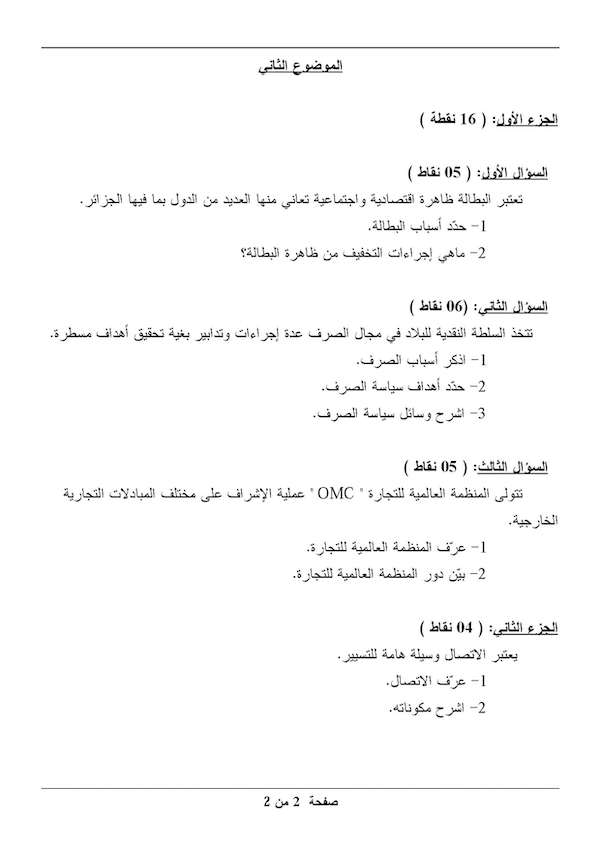 الموضوع الثاني
الجزء الأول: ( 16 نقطة )
السؤال الأول: ( 05 نقاط )
تعتبر البطالة ظاهرة اقتصادية واجتماعية تعاني منها العديد من الدول بما فيها الجزائر.
1- حدّد أسباب البطالة.
2- ماهي إجراءات التخفيف من ظاهرة البطالة؟
السؤال الثاني: (06 نقاط )
تتخذ السلطة النقدية للبلاد في مجال الصرف عدة إجراءات وتدابير بغية تحقيق أهداف مسطرة.
1- اذكر أسباب الصرف.
2- حدّد أهداف سياسة الصرف.
3- اشرح وسائل سياسة الصرف.
السؤال الثالث: ( 05 نقاط )
تتولى المنظمة العالمية للتجارة " OMC " عملية الإشراف على مختلف المبادلات التجارية
الخارجية.
1- عرّف المنظمة العالمية للتجارة.
2- بيّن دور المنظمة العالمية للتجارة.
الجزء الثاني: ( 04 نقاط )
يعتبر الاتصال وسيلة هامة للتسيير.
1- عرّف الاتصال.
2- اشرح مكوناته.
صفحة 2 من 2